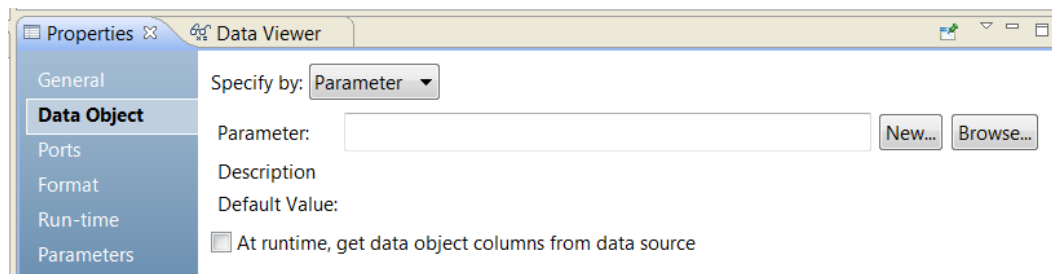 Properties Data Viewer
General
Specify by: Parameter
Data Object
Parameter: New... Browse...
Ports
Description
Format
Default Value:
Run-time
At runtime, get data object columns from data source
Parameters